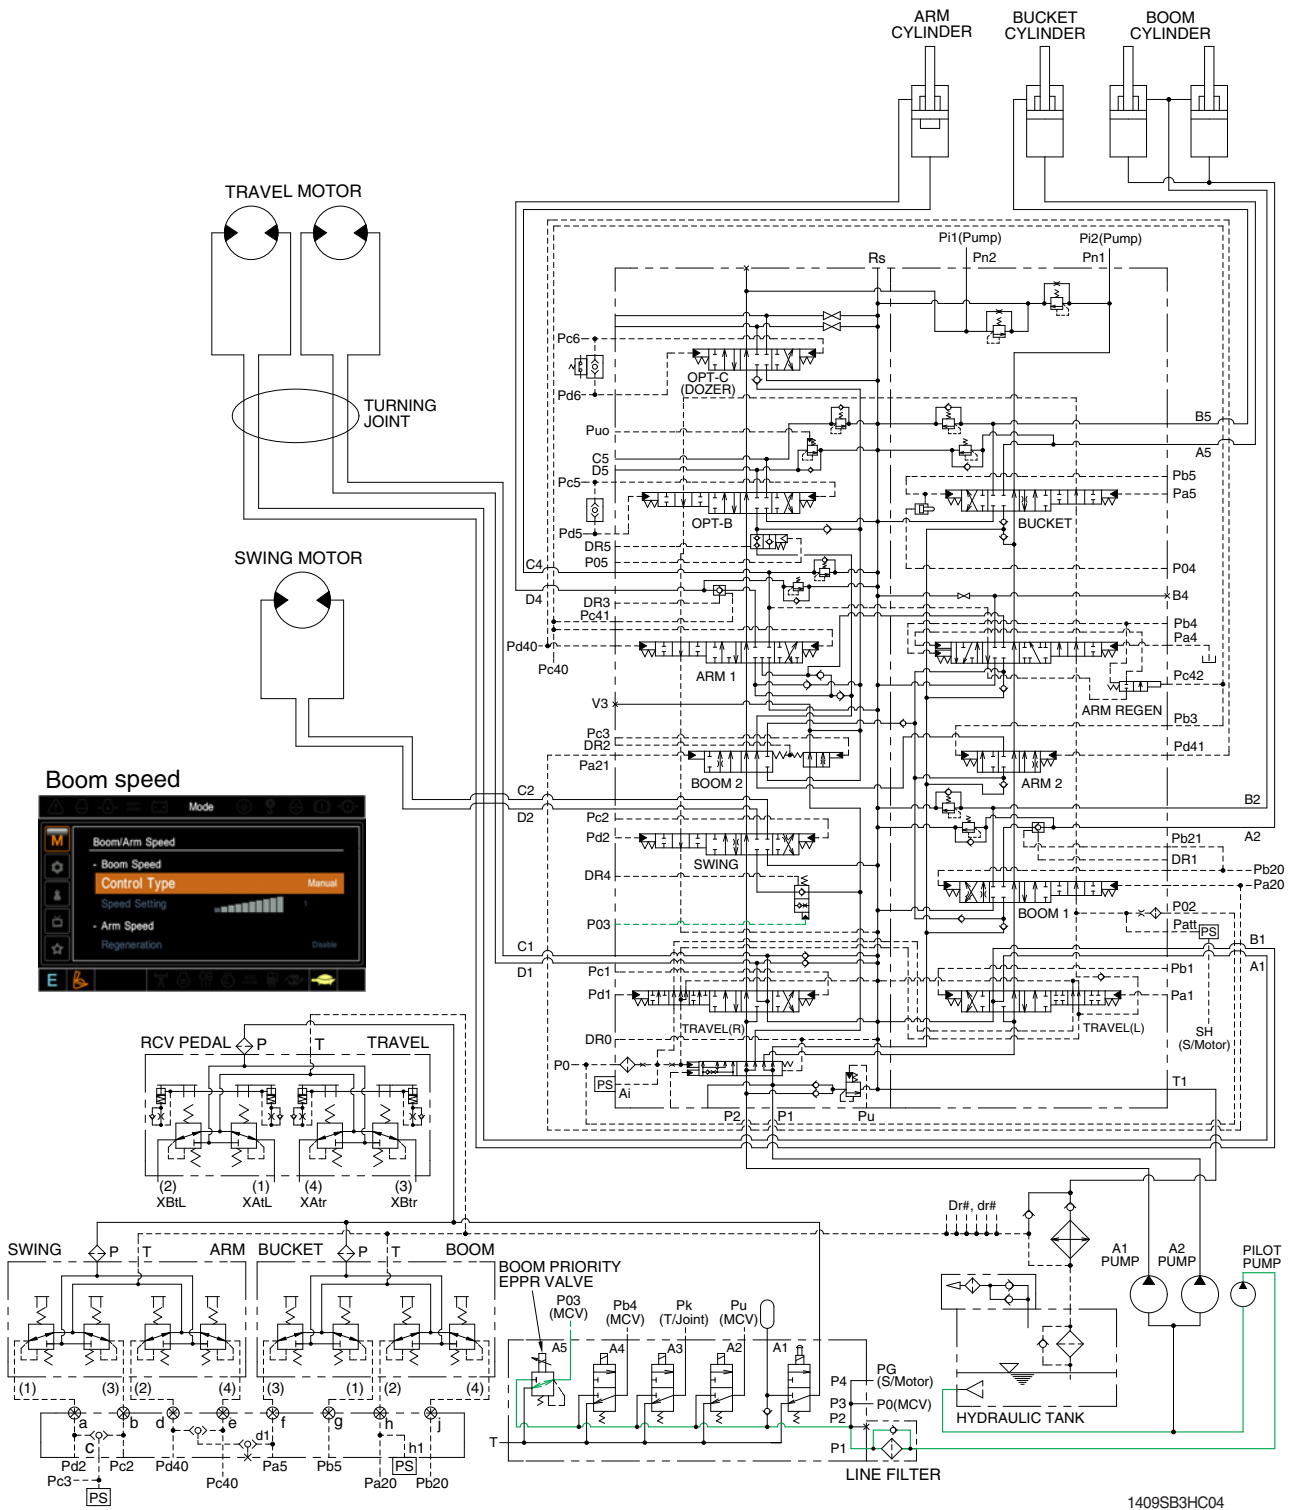 ARM
CYLINDER
BUCKET
CYLINDER
BOOM
CYLINDER
TRAVEL MOTOR
Pi1(Pump)
Pn2
Pi2(Pump)
Pn1
Rs
Pc6
Pd6
OPT-C
(DOZER)
TURNING
JOINT
Puo
C5
D5
Pc5
Pd5
OPT-B
DR5
P05
B5
A5
Pb5
Pa5
BUCKET
P04
SWING MOTOR
C4
D4
DR3
Pc41
Pd40
Pc40
ARM 1
B4
Pb4
Pa4
Pc42
ARM REGEN
V3
Pc3
DR2
Pa21
BOOM 2
Pb3
Pd41
ARM 2
C2
D2
Pc2
Pd2
SWING
B2
A2
Pb21
DR1
Pb20
Pa20
BOOM 1
P02
Patt
PS
DR4
P03
Boom speed
Mode
M
Boom/Arm Speed
- Boom Speed
Control Type
Manual
Speed Setting
1
- Arm Speed
Regeneration
Disable
E
C1
D1
Pc1
Pd1
TRAVEL(R)
B1
A1
Pb1
Pa1
TRAVEL(L)
SH
(S/Motor)
DR0
P0
PS
Ai
P2
P1
Pu
T1
RCV PEDAL
P
T
TRAVEL
(2)
XBtL
(1)
XAtL
(4)
XAtr
(3)
XBtr
Dr#, dr#
A1
PUMP
A2
PUMP
PILOT
PUMP
HYDRAULIC TANK
SWING
P
T
ARM
BUCKET
P
T
BOOM
(1)
(3)
(2)
(4)
(3)
(1)
(2)
(4)
a
b
d
e
f
g
h
j
c
d1
h1
Pd2
Pc2
Pd40
Pa5
Pb5
PS
Pc3
PS
Pc40
Pa20
Pb20
BOOM PRIORITY
EPPR VALVE
P03
(MCV)
Pb4
(MCV)
Pk
(T/Joint)
Pu
(MCV)
A5
A4
A3
A2
A1
T
P4
PG
(S/Motor)
P3
P0(MCV)
P2
P1
LINE FILTER
1409SB3HC04